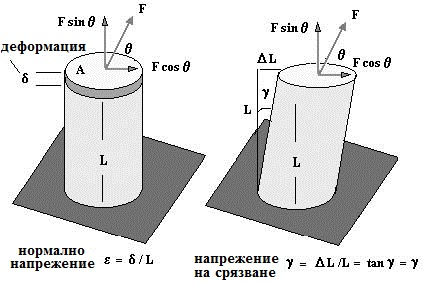 F sin θ
F
деформация
θ
A
F cos θ
δ
L
нормално
напрежение ε = δ / L
F sin θ
F
θ
ΔL
F cos θ
γ
L
L
напрежение
на срязване γ = ΔL /L = tan γ = γ